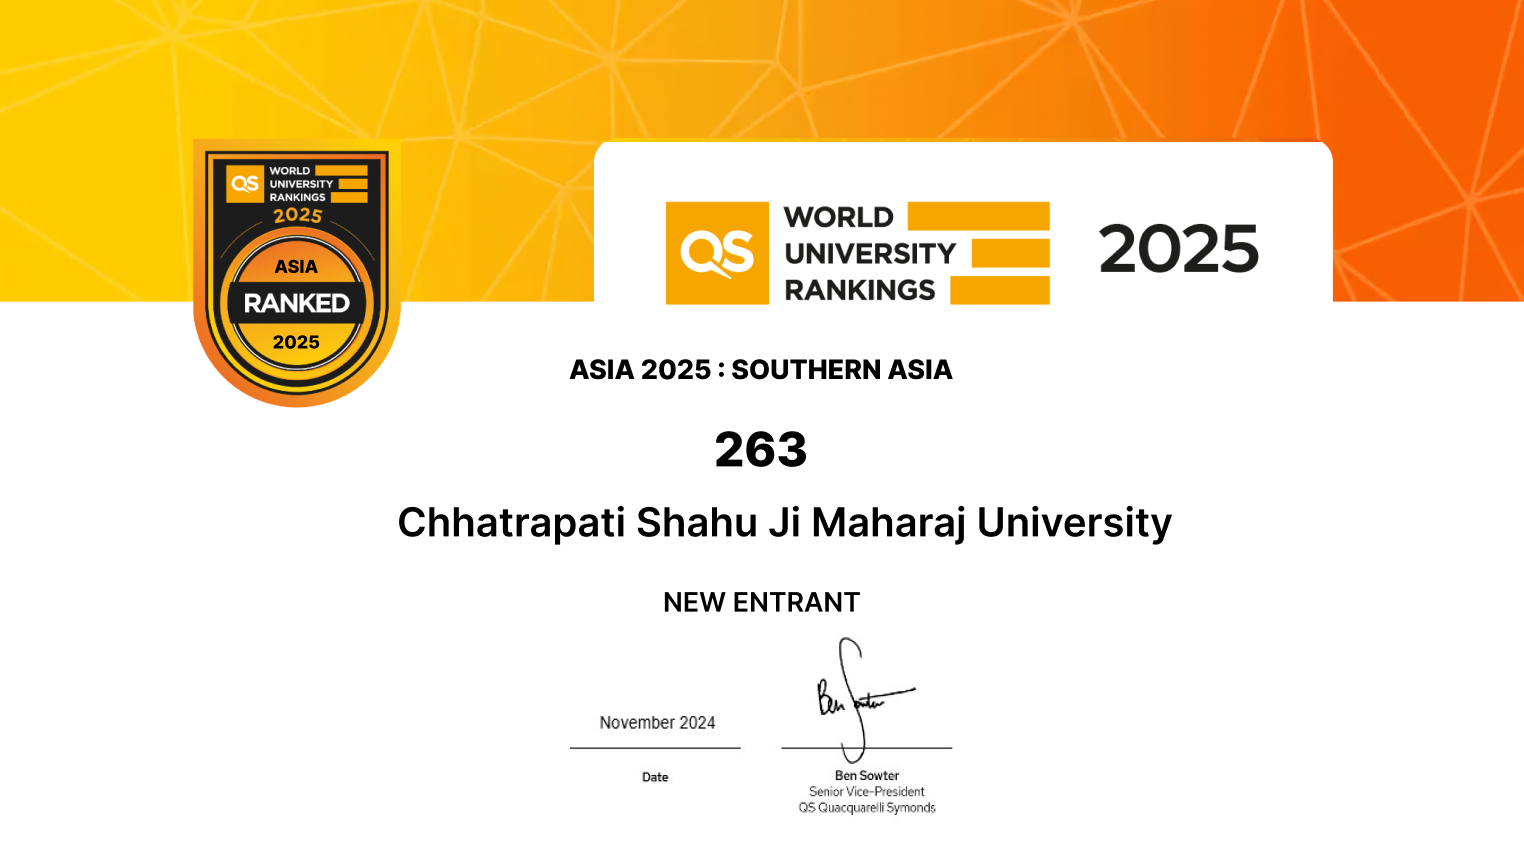 QS
WORLD
UNIVERSITY
RANKINGS
2025
ASIA
RANKED
2025
QS
WORLD
UNIVERSITY
RANKINGS
2025
ASIA 2025 : SOUTHERN ASIA
263
Chhatrapati Shahu Ji Maharaj University
NEW ENTRANT
Ben Sowter
November 2024
Date
Ben Sowter
Senior Vice-President
QS Quacquarelli Symonds